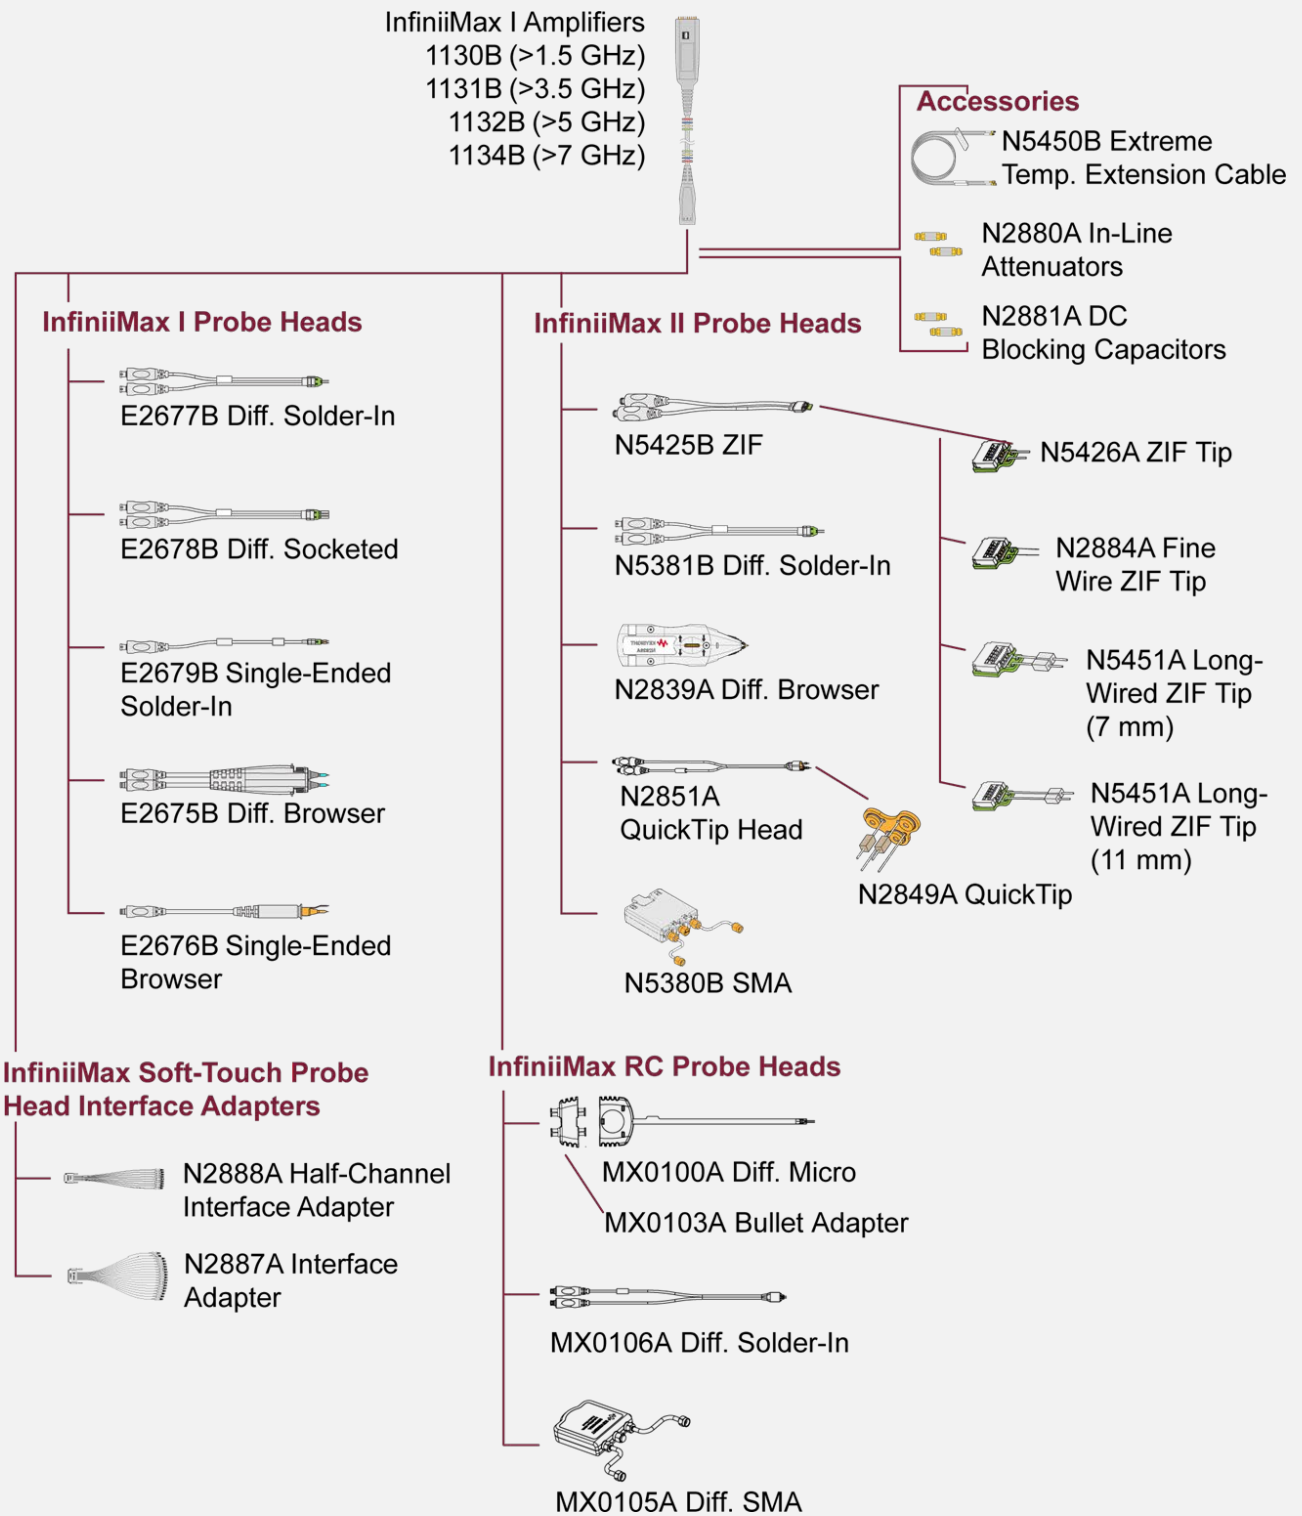 InfiniiMax I Amplifiers
1130B (>1.5 GHz)
1131B (>3.5 GHz)
1132B (>5 GHz)
1134B (>7 GHz)
Accessories
N5450B Extreme
Temp. Extension Cable
N2880A In-Line
Attenuators
N2881A DC
Blocking Capacitors
InfiniiMax I Probe Heads
E2677B Diff. Solder-In
E2678B Diff. Socketed
E2679B Single-Ended
Solder-In
E2675B Diff. Browser
E2676B Single-Ended
Browser
InfiniiMax II Probe Heads
N5425B ZIF
N5381B Diff. Solder-In
KEYSIGHT
N2839A
N2839A Diff. Browser
N2851A
QuickTip Head
N2849A QuickTip
N5380B SMA
N5426A ZIF Tip
N2884A Fine
Wire ZIF Tip
N5451A Long-
Wired ZIF Tip
(7 mm)
N5451A Long-
Wired ZIF Tip
(11 mm)
InfiniiMax Soft-Touch Probe
Head Interface Adapters
N2888A Half-Channel
Interface Adapter
N2887A Interface
Adapter
InfiniiMax RC Probe Heads
MX0100A Diff. Micro
MX0103A Bullet Adapter
MX0106A Diff. Solder-In
MX0105A Diff. SMA